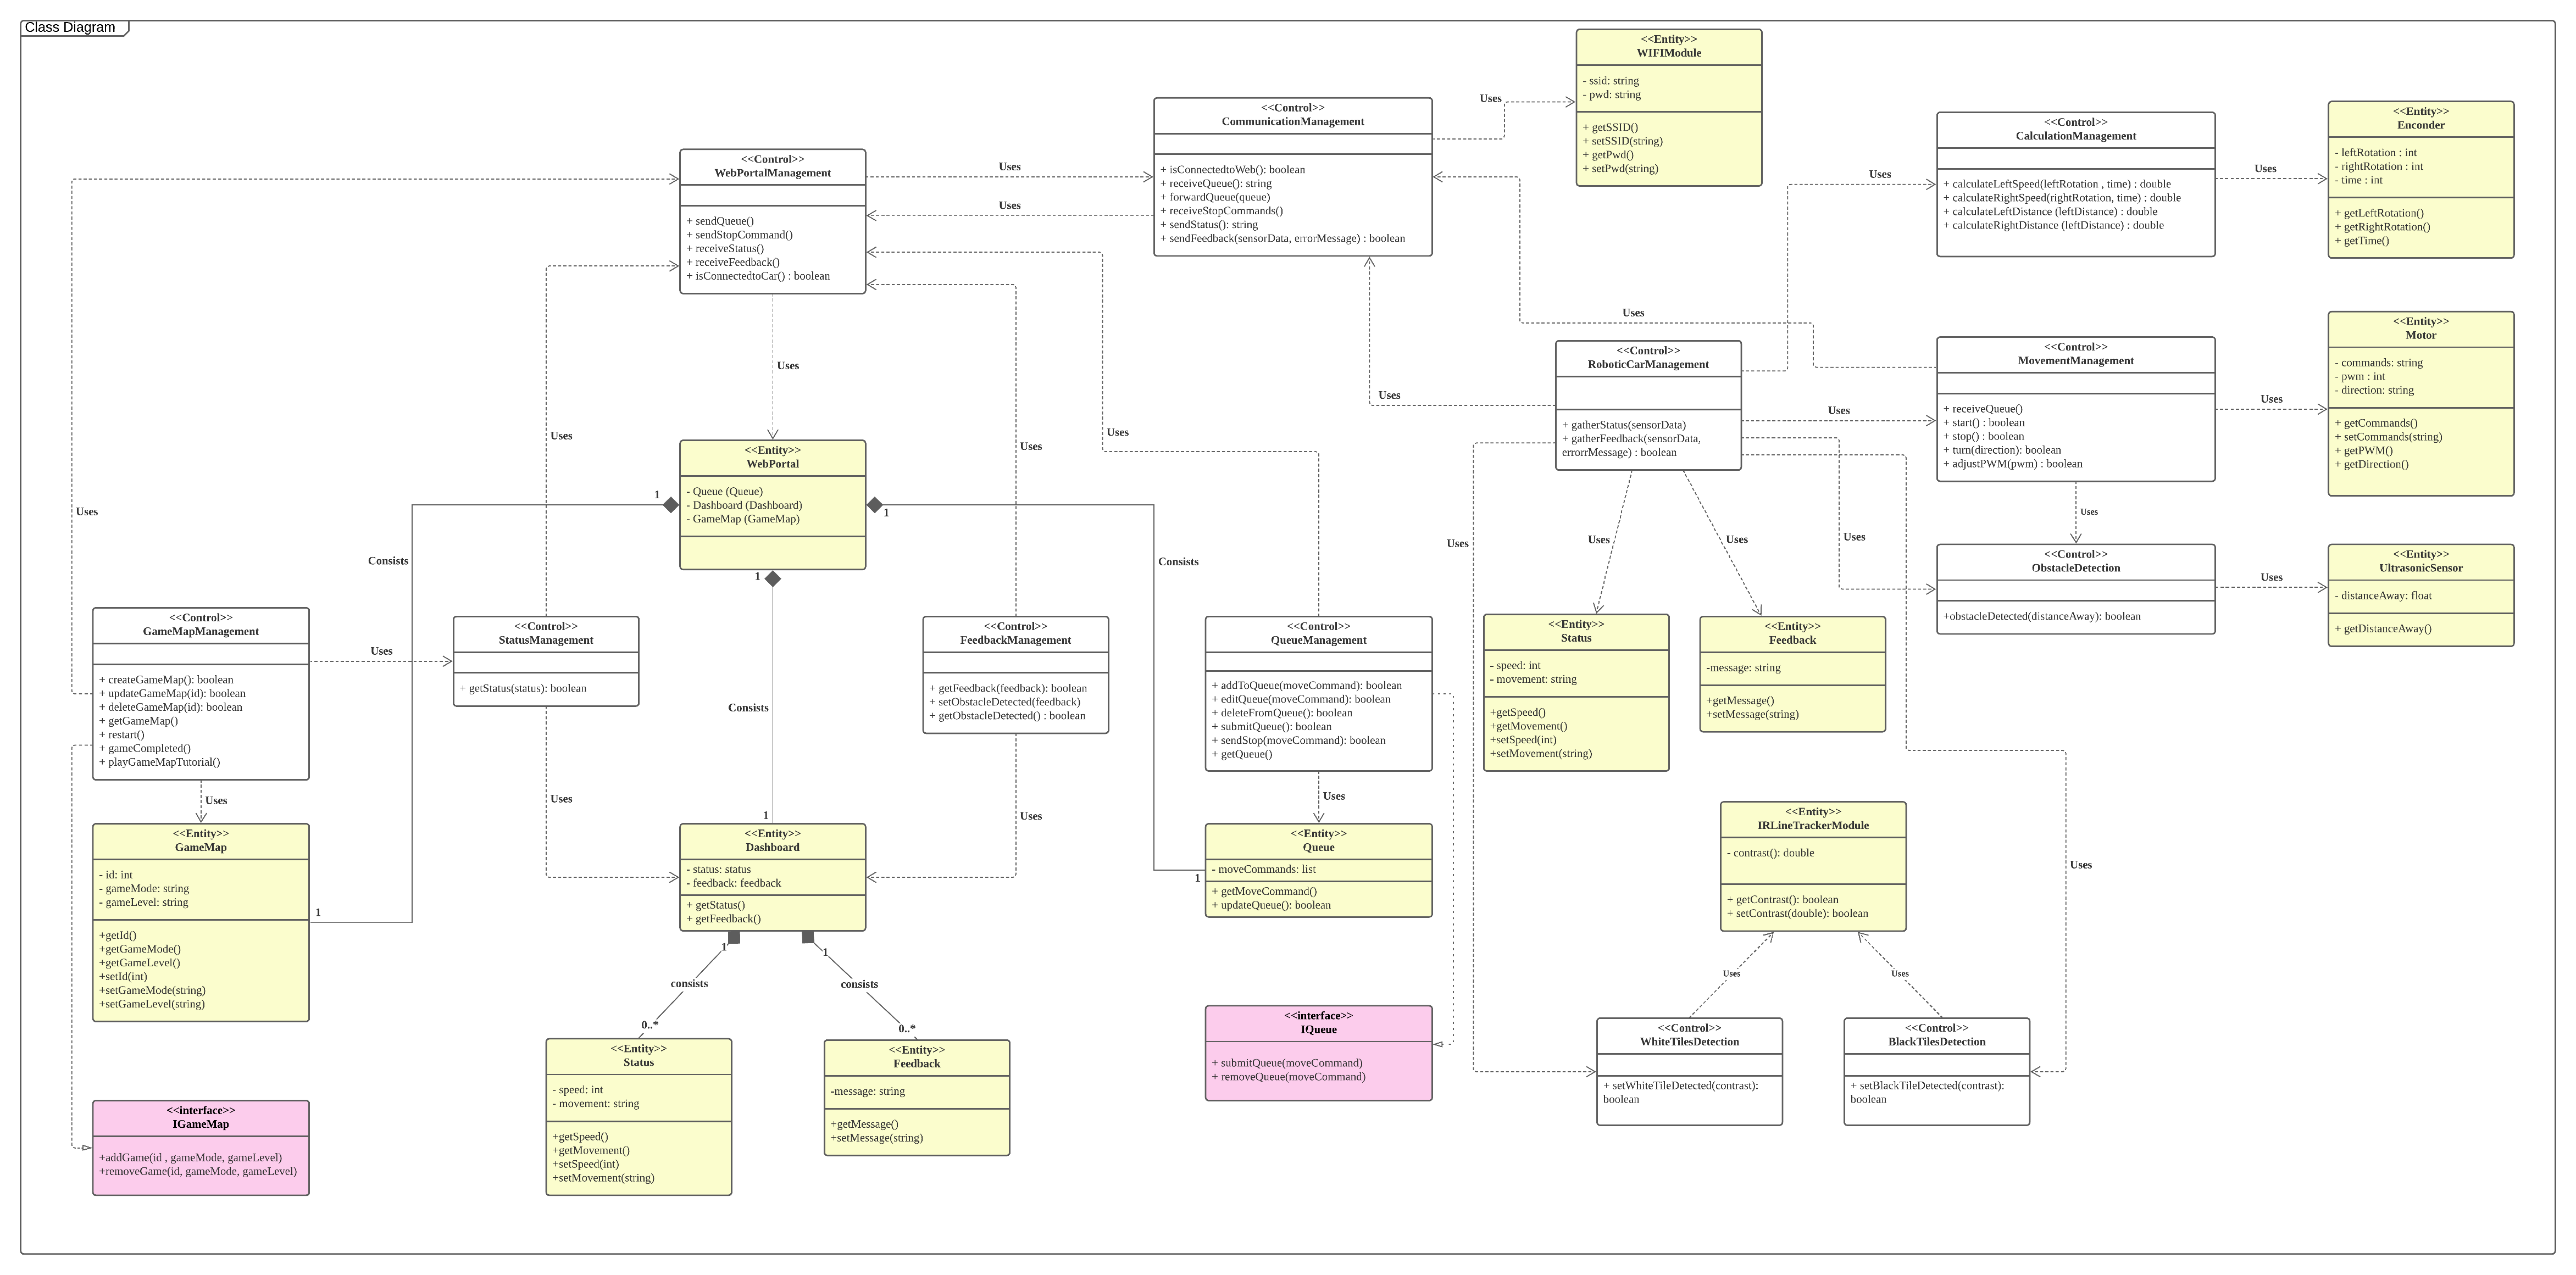 Class Diagram
<<Entity>>
WIFIModule
- ssid: string
- pwd: string
+ getSSID()
+ setSSID(string)
+ getPwd()
+ setPwd(string)
<<Control>>
CommunicationManagement
+ isConnectedtoWeb(): boolean
+ receiveQueue(): string
+ forwardQueue(queue)
+ receiveStopCommands()
+ sendStatus(): string
+ sendFeedback(sensorData, errorMessage) : boolean
Uses
<<Control>>
CalculationManagement
+ calculateLeftSpeed(leftRotation , time) : double
+ calculateRightSpeed(rightRotation, time) : double
+ calculateLeftDistance (leftDistance) : double
+ calculateRightDistance (leftDistance) : double
Uses
Uses
<<Entity>>
Enconder
- leftRotation : int
- rightRotation : int
- time : int
+ getLeftRotation()
+ getRightRotation()
+ getTime()
<<Control>>
WebPortalManagement
+ sendQueue()
+ sendStopCommand()
+ receiveStatus()
+ receiveFeedback()
+ isConnectedtoCar() : boolean
Uses
Uses
Uses
Uses
Uses
Uses
Uses
Uses
Uses
<<Control>>
RoboticCarManagement
+ gatherStatus(sensorData)
+ gatherFeedback(sensorData,
errorrMessage) : boolean
Uses
<<Control>>
MovementManagement
+ receiveQueue()
+ start() : boolean
+ stop() : boolean
+ turn(direction): boolean
+ adjustPWM(pwm) : boolean
Uses
<<Entity>>
Motor
- commands: string
- pwm : int
- direction: string
+ getCommands()
+ setCommands(string)
+ getPWM()
+ getDirection()
<<Entity>>
WebPortal
- Queue (Queue)
- Dashboard (Dashboard)
- GameMap (GameMap)
1
1
1
Consists
Consists
Consists
Uses
Uses
Uses
Uses
Uses
<<Control>>
ObstacleDetection
+obstacleDetected(distanceAway): boolean
Uses
<<Entity>>
UltrasonicSensor
- distanceAway: float
+ getDistanceAway()
<<Control>>
GameMapManagement
+ createGameMap(): boolean
+ updateGameMap(id): boolean
+ deleteGameMap(id): boolean
+ getGameMap()
+ restart()
+ gameCompleted()
+ playGameMapTutorial()
Uses
<<Control>>
StatusManagement
+ getStatus(status): boolean
<<Control>>
FeedbackManagement
+ getFeedback(feedback): boolean
+ setObstacleDetected(feedback)
+ getObstacleDetected() : boolean
<<Control>>
QueueManagement
+ addToQueue(moveCommand): boolean
+ editQueue(moveCommand): boolean
+ deleteFromQueue(): boolean
+ submitQueue(): boolean
+ sendStop(moveCommand): boolean
+ getQueue()
<<Entity>>
Status
- speed: int
- movement: string
+getSpeed()
+getMovement()
+setSpeed(int)
+setMovement(string)
<<Entity>>
Feedback
-message: string
+getMessage()
+setMessage(string)
Uses
Uses
Uses
Uses
Uses
<<Entity>>
GameMap
- id: int
- gameMode: string
- gameLevel: string
+getId()
+getGameMode()
+getGameLevel()
+setId(int)
+setGameMode(string)
+setGameLevel(string)
1
1
<<Entity>>
Dashboard
- status: status
- feedback: feedback
+ getStatus()
+ getFeedback()
<<Entity>>
Queue
- moveCommands: list
+ getMoveCommand()
+ updateQueue(): boolean
1
<<Entity>>
IRLineTrackerModule
- contrast(): double
+ getContrast(): boolean
+ setContrast(double): boolean
1
1
consists
consists
0..*
0..*
Uses
Uses
<<Entity>>
Status
- speed: int
- movement: string
+getSpeed()
+getMovement()
+setSpeed(int)
+setMovement(string)
<<Entity>>
Feedback
-message: string
+getMessage()
+setMessage(string)
<<interface>>
IQueue
+ submitQueue(moveCommand)
+ removeQueue(moveCommand)
<<Control>>
WhiteTilesDetection
+ setWhiteTileDetected(contrast):
boolean
<<Control>>
BlackTilesDetection
+ setBlackTileDetected(contrast):
boolean
<<interface>>
IGameMap
+addGame(id , gameMode, gameLevel)
+removeGame(id, gameMode, gameLevel)